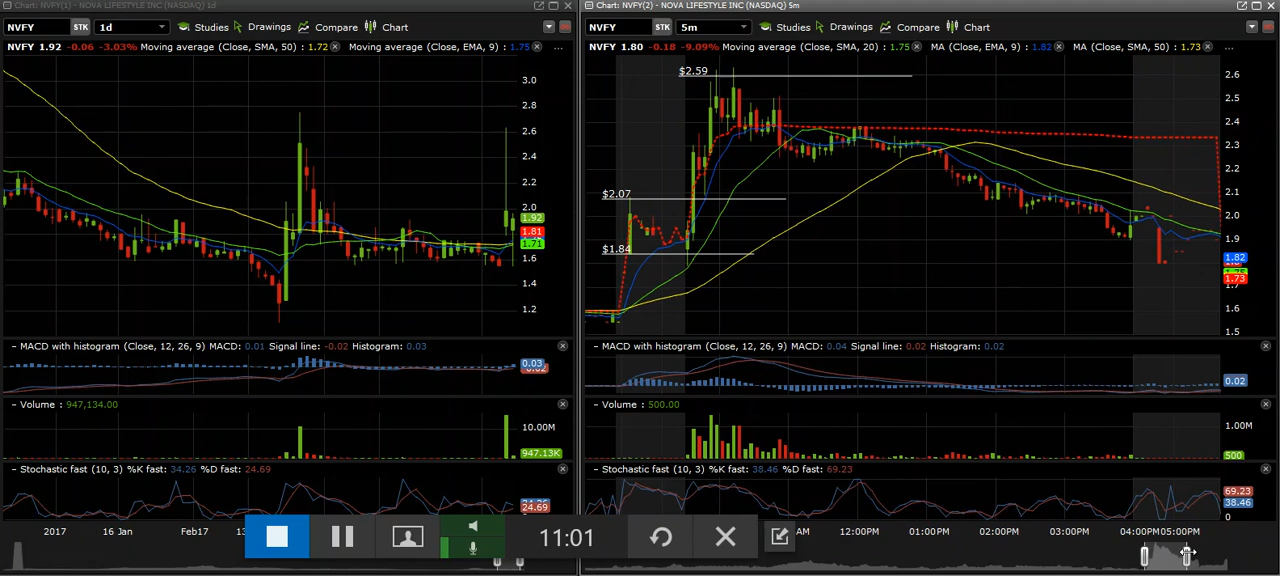 Chart: NVFY(1) - NOVA LIFESTYLE INC (NASDAQ) 1d
NVFY STK 1d Studies Drawings Compare Chart
NVFY 1.92 -0.06 -3.03% Moving average (Close, SMA, 50) : 1.72 Moving average (Close, EMA, 9) : 1.75 ...
3.0
2.8
2.6
2.4
2.2
2.0
1.92
1.81
1.71
1.6
1.4
1.2
MACD with histogram (Close, 12, 26, 9) MACD: 0.01 Signal line: -0.02 Histogram: 0.03
0.03
Volume : 947,134.00
10.00M
947.13K
Stochastic fast (10, 3) %K fast: 34.26 %D fast: 24.69
24.69
2017 16 Jan Feb17
Chart: NVFY(2) - NOVA LIFESTYLE INC (NASDAQ) 5m
NVFY STK 5m Studies Drawings Compare Chart
NVFY 1.80 -0.18 -9.09% Moving average (Close, SMA, 20) : 1.75 MA (Close, EMA, 9) : 1.82 MA (Close, SMA, 50) : 1.73 ...
$2.59
$2.07
$1.84
2.6
2.5
2.4
2.3
2.2
2.1
2.0
1.9
1.82
1.73
1.6
1.5
MACD with histogram (Close, 12, 26, 9) MACD: 0.04 Signal line: 0.02 Histogram: 0.02
0.02
Volume : 500.00
1.00M
500
Stochastic fast (10, 3) %K fast: 38.46 %D fast: 69.23
69.23
38.46
0
AM 12:00PM 01:00PM 02:00PM 03:00PM 04:00PM 05:00PM
11:01